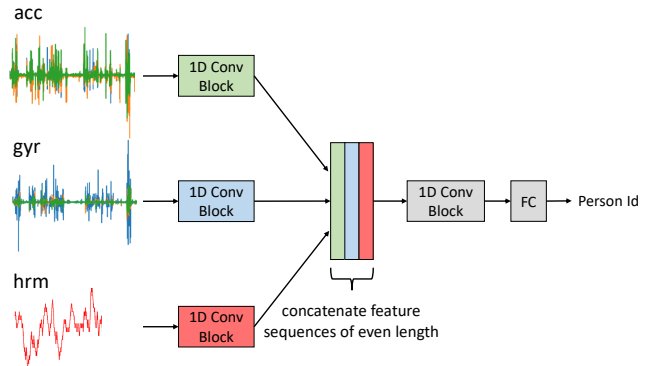 acc
1D Conv
Block
gyr
1D Conv
Block
1D Conv
Block
FC
Person Id
hrm
1D Conv
Block
concatenate feature
sequences of even length